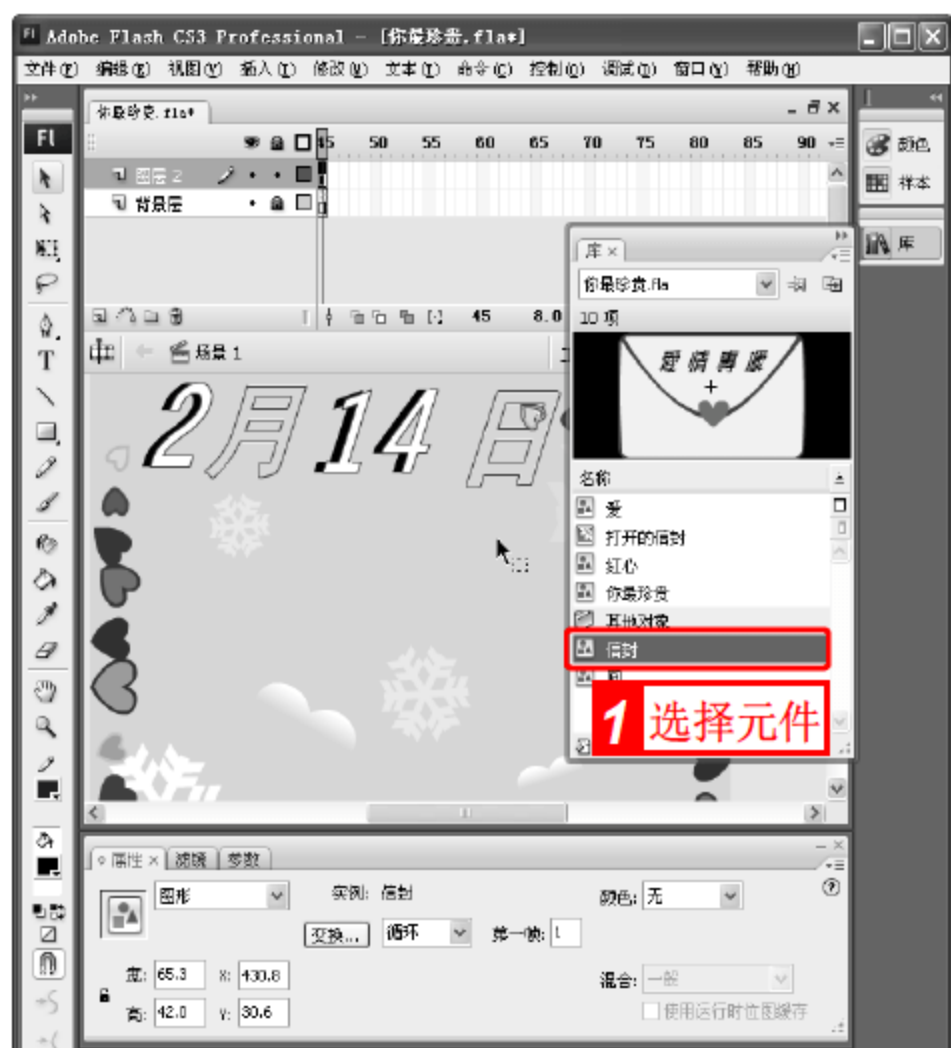 Adobe Flash CS3 Professional - [你最珍贵.fla*]
文件(F) 编辑(E) 视图(V) 插入(I) 修改(M) 文本(T) 命令(C) 控制(O) 调试(D) 窗口(W) 帮助(H)
你最珍贵.fla*
Fl
45 50 55 60 65 70 75 80 85 90
颜色
图层 2
样本
背景层
库
库
你最珍贵.fla
45 8.0
10 项
场景 1
爱情专递
2月14日
名称
爱
打开的信封
红心
你最珍贵
其他对象
信封
1 选择元件
属性 滤镜 参数
图形 实例: 信封 颜色: 无
交换... 循环 第一帧: 1
宽: 65.3 X: 430.8 混合: 一般
高: 42.0 Y: 30.6 使用运行时位图缓存